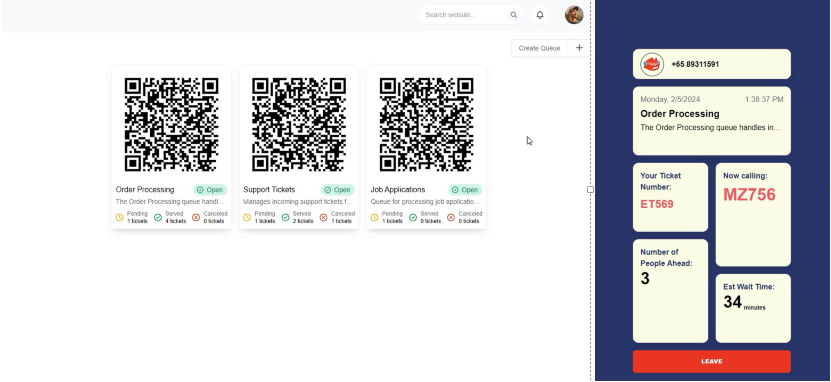 Search website...
Create Queue
Order Processing
Open
The Order Processing queue handl...
Pending
1 tickets
Served
4 tickets
Canceled
0 tickets
Support Tickets
Open
Manages incoming support tickets f...
Pending
1 tickets
Served
2 tickets
Canceled
1 tickets
Job Applications
Open
Queue for processing job applicatio...
Pending
1 tickets
Served
0 tickets
Canceled
0 tickets
+65 89311591
Monday, 2/5/2024
1:38:37 PM
Order Processing
The Order Processing queue handles in...
Your Ticket
Number:
ET569
Now calling:
MZ756
Number of
People Ahead:
3
Est Wait Time:
34 minutes
LEAVE